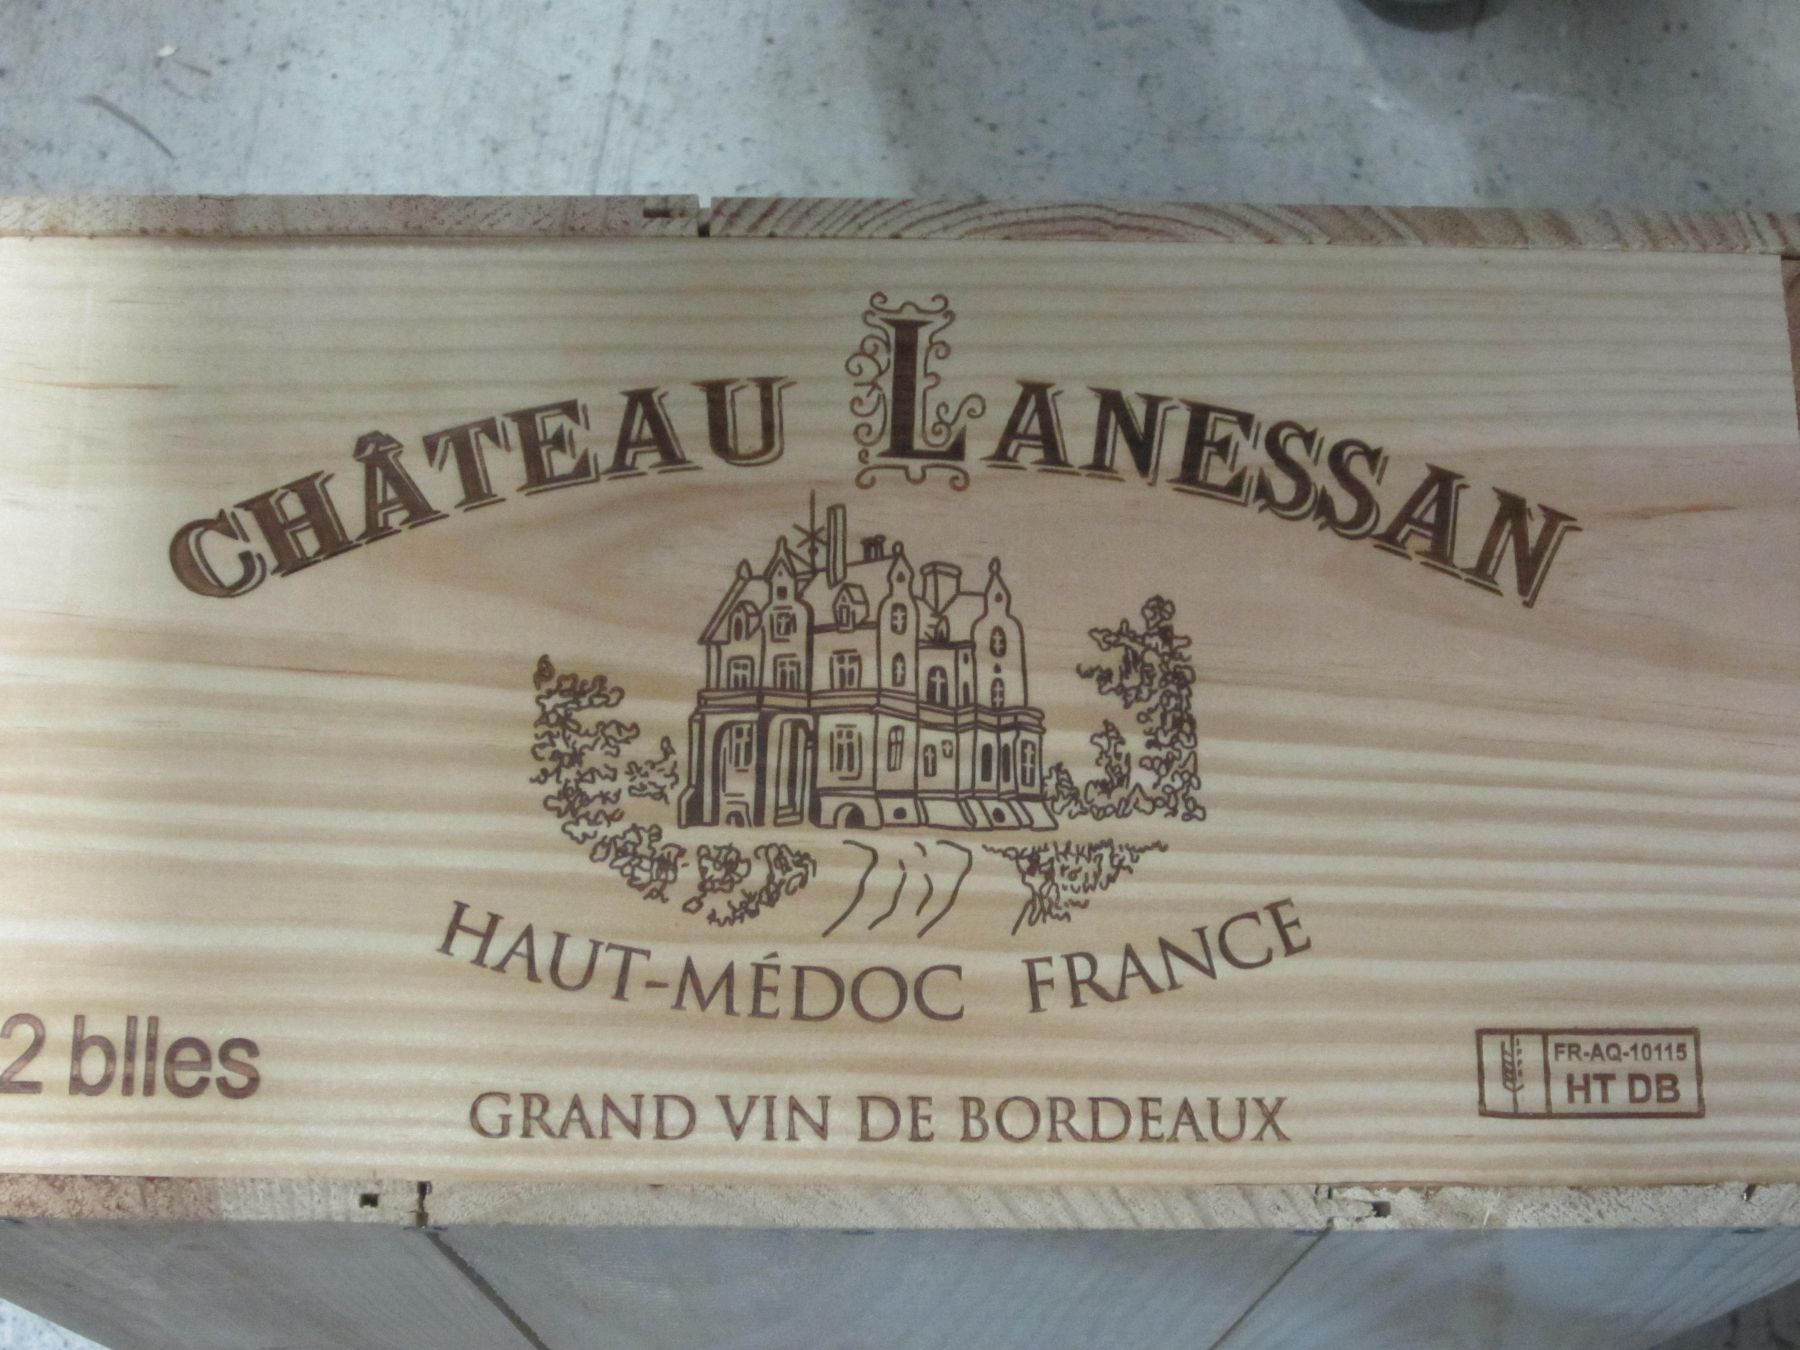 CHÂTEAU LANESSAN
HAUT-MÉDOC FRANCE
2 blles
GRAND VIN DE BORDEAUX
FR-AQ-10115
HT DB